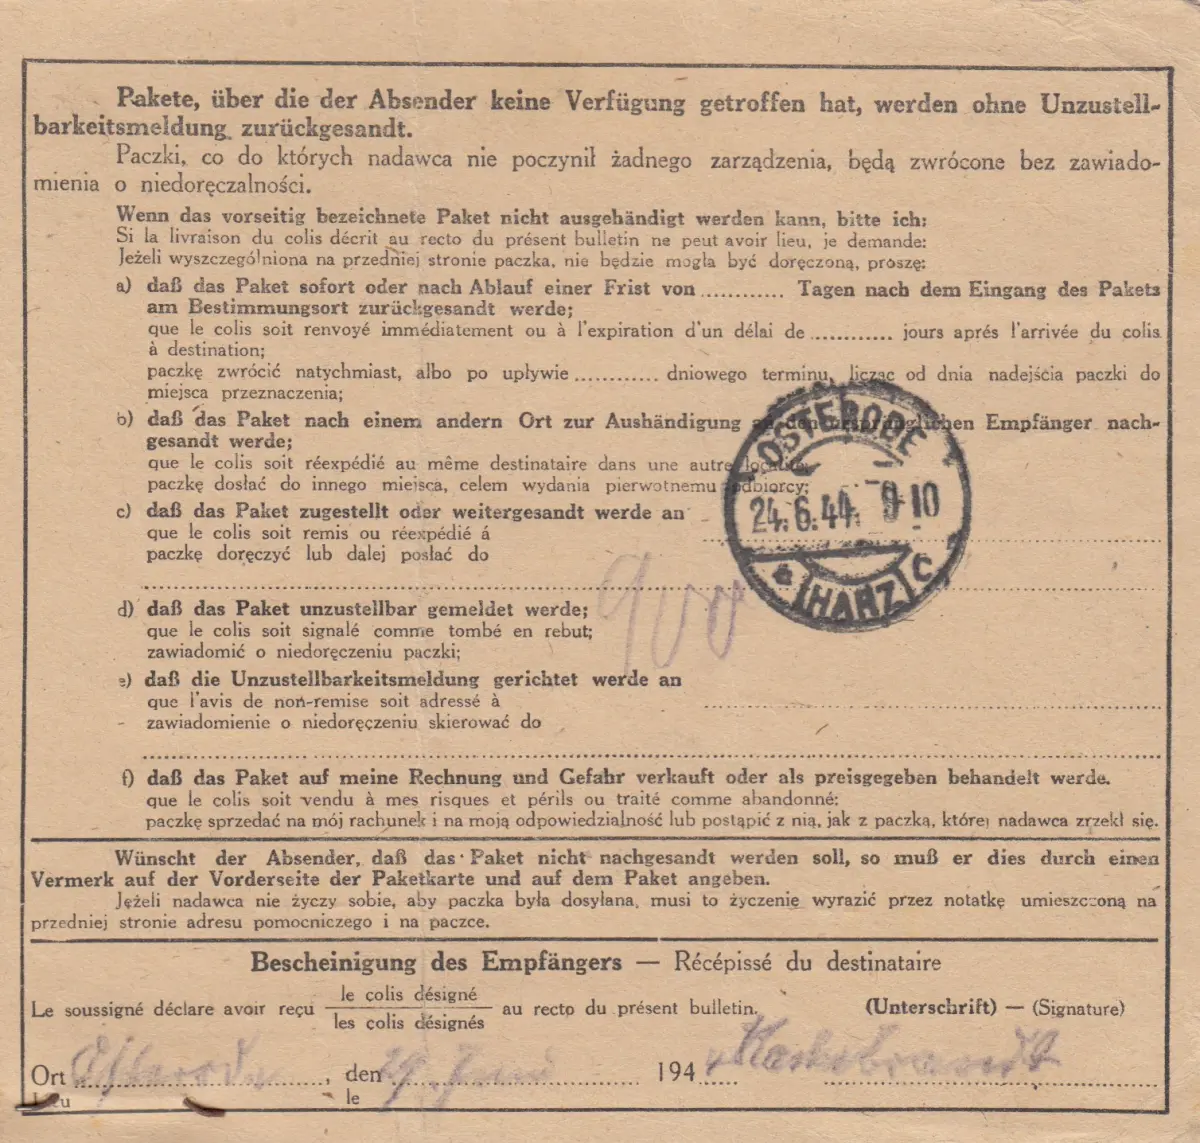 Pakete, über die der Absender keine Verfügung getroffen hat, werden ohne Unzustell-
barkeitsmeldung zurückgesandt.
Paczki, co do których nadawca nie poczynił żadnego zarządzenia, będą zwrócone bez zawiado-
mienia o niedoręczalności.
Wenn das vorseitig bezeichnete Paket nicht ausgehändigt werden kann, bitte ich:
Si la livraison du colis décrit au recto du présent bulletin ne peut avoir lieu, je demande:
Jeżeli wyszczególniona na przedniej stronie paczka, nie będzie mogła być doręczoną, proszę:
a) daß das Paket sofort oder nach Ablauf einer Frist von ............ Tagen nach dem Eingang des Pakets
am Bestimmungsort zurückgesandt werde;
que le colis soit renvoyé immédiatement ou à l'expiration d'un délai de ............ jours aprés l'arrivée du colis
à destination;
paczkę zwrócić natychmiast, albo po upływie ............ dniowego terminu, licząc od dnia nadejścia paczki do
miejsca przeznaczenia;
b) daß das Paket nach einem andern Ort zur Aushändigung an den ursprünglichen Empfänger nach-
gesandt werde;
que le colis soit réexpédié au même destinataire dans une autre localité;
paczkę dosłać do innego miejsca, celem wydania pierwotnemu odbiorcy;
c) daß das Paket zugestellt oder weitergesandt werde an
que le colis soit remis ou réexpédié á
paczkę doręczyć lub dalej posłać do
OSTERODE
24.6.44. 9-10
* (HARZ) c
900
d) daß das Paket unzustellbar gemeldet werde;
que le colis soit signalé comme tombé en rebut;
zawiadomić o niedoręczeniu paczki;
e) daß die Unzustellbarkeitsmeldung gerichtet werde an
que l'avis de non-remise soit adressé à
zawiadomienie o niedoręczeniu skierować do
f) daß das Paket auf meine Rechnung und Gefahr verkauft oder als preisgegeben behandelt werde.
que le colis soit vendu à mes risques et périls ou traité comme abandonné;
paczkę sprzedać na mój rachunek i na moją odpowiedzialność lub postąpić z nią, jak z paczką, której nadawca zrzekł się.
Wünscht der Absender, daß das Paket nicht nachgesandt werden soll, so muß er dies durch einen
Vermerk auf der Vorderseite der Paketkarte und auf dem Paket angeben.
Jeżeli nadawca nie życzy sobie, aby paczka była dosyłana, musi to życzenie wyrazić przez notatkę umieszczoną na
przedniej stronie adresu pomocniczego i na paczce.
Bescheinigung des Empfängers — Récépissé du destinataire
Le soussigné déclare avoir reçu le colis désigné / les colis désignés au recto du présent bulletin. (Unterschrift) — (Signature)
Ort Osterode, den 29. Juni 194
Lieu le